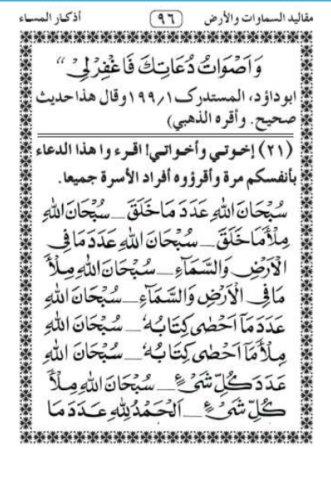 مقاليد السماوات والأرض ﴿٩٦﴾ أذكار المساء
وَاَصْوَاتُ دُعَاتِكَ فَاغْفِرْلِيْ‘‘
ابوداؤد، المستدرك ١٩٩/١ وقال هذا حديث
صحيح. وأقره الذهبي)
(٢١) إخوتي وأخواتي! اقرء وا هذا الدعاء
بأنفسكم مرة وأقرؤوه أفراد الأسرة جميعا.
سُبْحَانَ اللهِ عَدَدَ مَا خَلَقَ _ سُبْحَانَ اللهِ
مِلْأَ مَا خَلَقَ _ سُبْحَانَ اللهِ عَدَدَ مَا فِي
الْاَرْضِ وَالسَّمَاءِ _ سُبْحَانَ اللهِ مِلْأَ
مَا فِي الْاَرْضِ وَالسَّمَاءِ _ سُبْحَانَ اللهِ
عَدَدَ مَا اَحْصٰى كِتَابُهٗ _ سُبْحَانَ اللهِ
مِلْأَ مَا اَحْصٰى كِتَابُهٗ _ سُبْحَانَ اللهِ
عَدَدَ كُلِّ شَيْءٍ _ سُبْحَانَ اللهِ مِلْأَ
كُلِّ شَيْءٍ _ اَلْحَمْدُ لِلّٰهِ عَدَدَ مَا